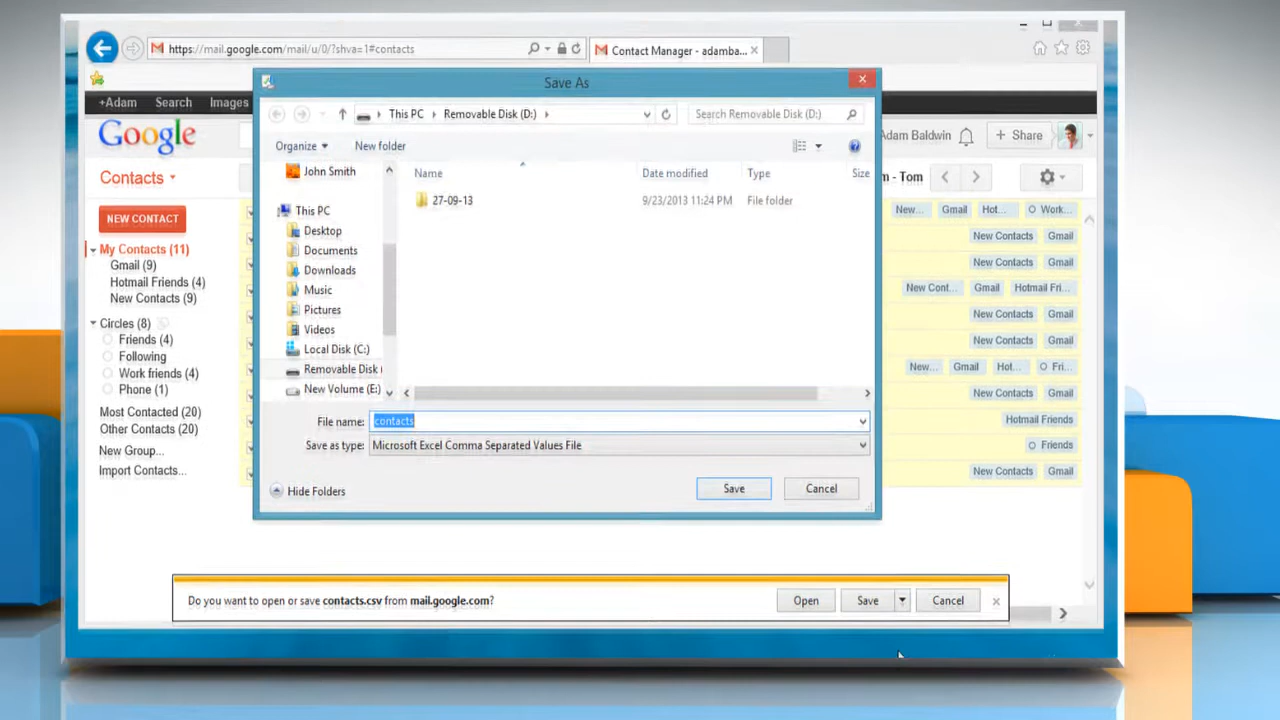 https://mail.google.com/mail/u/0/?shva=1#contacts
Contact Manager - adamba...
+Adam Search Images
Google
Adam Baldwin
+ Share
Contacts
- Tom
NEW CONTACT
My Contacts (11)
Gmail (9)
Hotmail Friends (4)
New Contacts (9)
Circles (8)
Friends (4)
Following
Work friends (4)
Phone (1)
Most Contacted (20)
Other Contacts (20)
New Group...
Import Contacts...
Save As
This PC Removable Disk (D:)
Search Removable Disk (D:)
Organize New folder
John Smith
This PC
Desktop
Documents
Downloads
Music
Pictures
Videos
Local Disk (C:)
Removable Disk
New Volume (E:)
Name Date modified Type Size
27-09-13 9/23/2013 11:24 PM File folder
File name: contacts
Save as type: Microsoft Excel Comma Separated Values File
Hide Folders
Save Cancel
New... Gmail Hot... Work...
New Contacts Gmail
New Contacts Gmail
New Cont... Gmail Hotmail Fri...
New Contacts Gmail
New Contacts Gmail
New... Gmail Hot... Fri...
New Contacts Gmail
Hotmail Friends
Friends
New Contacts Gmail
Do you want to open or save contacts.csv from mail.google.com?
Open Save Cancel